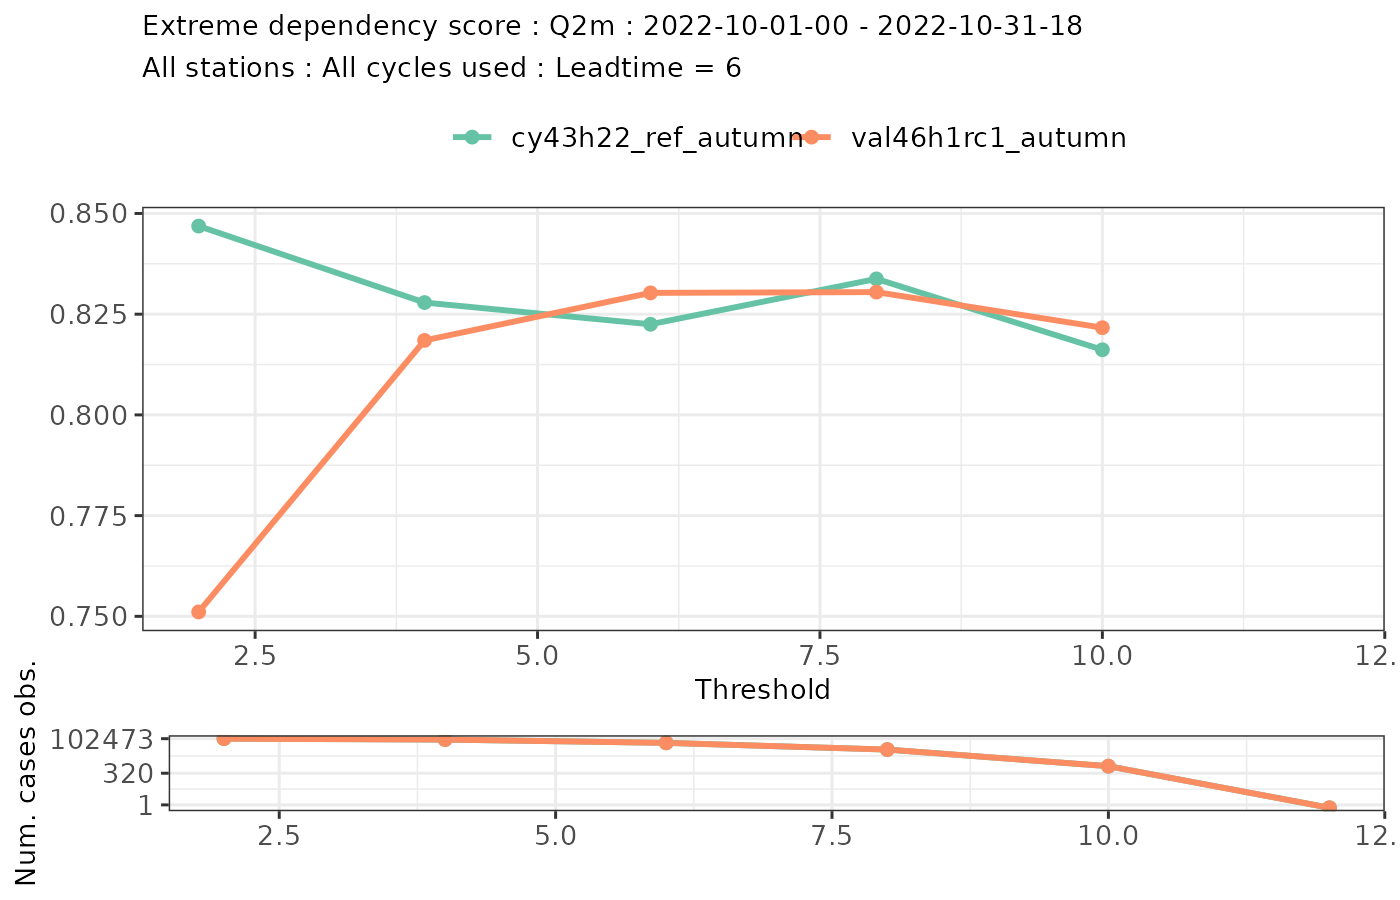 Extreme dependency score : Q2m : 2022-10-01-00 - 2022-10-31-18
All stations : All cycles used : Leadtime = 6
cy43h22_ref_autumn val46h1rc1_autumn
0.850
0.825
0.800
0.775
0.750
2.5 5.0 7.5 10.0 12.
Threshold
Num. cases obs.
102473
320
1
2.5 5.0 7.5 10.0 12.